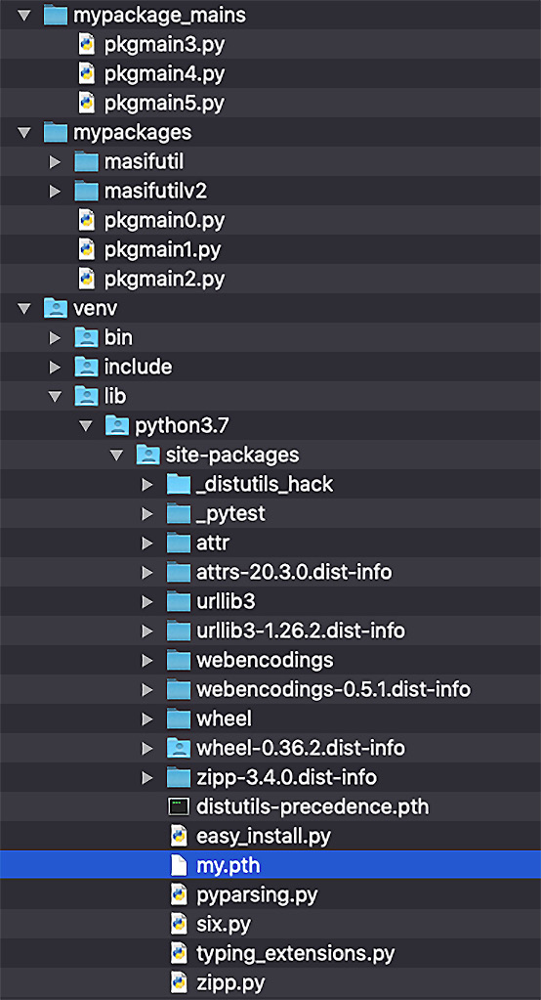 mypackage_mains
pkgmain3.py
pkgmain4.py
pkgmain5.py
mypackages
masifutil
masifutilv2
pkgmain0.py
pkgmain1.py
pkgmain2.py
venv
bin
include
lib
python3.7
site-packages
_distutils_hack
_pytest
attr
attrs-20.3.0.dist-info
urllib3
urllib3-1.26.2.dist-info
webencodings
webencodings-0.5.1.dist-info
wheel
wheel-0.36.2.dist-info
zipp-3.4.0.dist-info
distutils-precedence.pth
easy_install.py
my.pth
pyparsing.py
six.py
typing_extensions.py
zipp.py